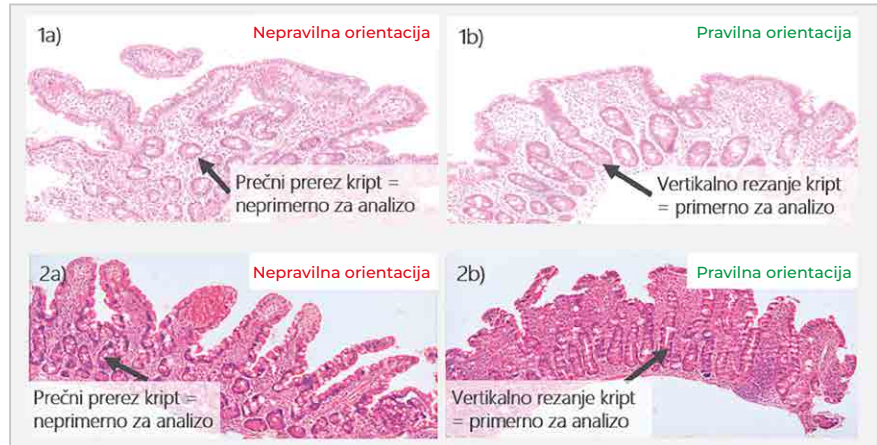 1a)
Nepravilna orientacija
Prečni prerez kript =
neprimerno za analizo
1b)
Pravilna orientacija
Vertikalno rezanje kript
= primerno za analizo
2a)
Nepravilna orientacija
Prečni prerez kript =
neprimerno za analizo
2b)
Pravilna orientacija
Vertikalno rezanje kript
= primerno za analizo